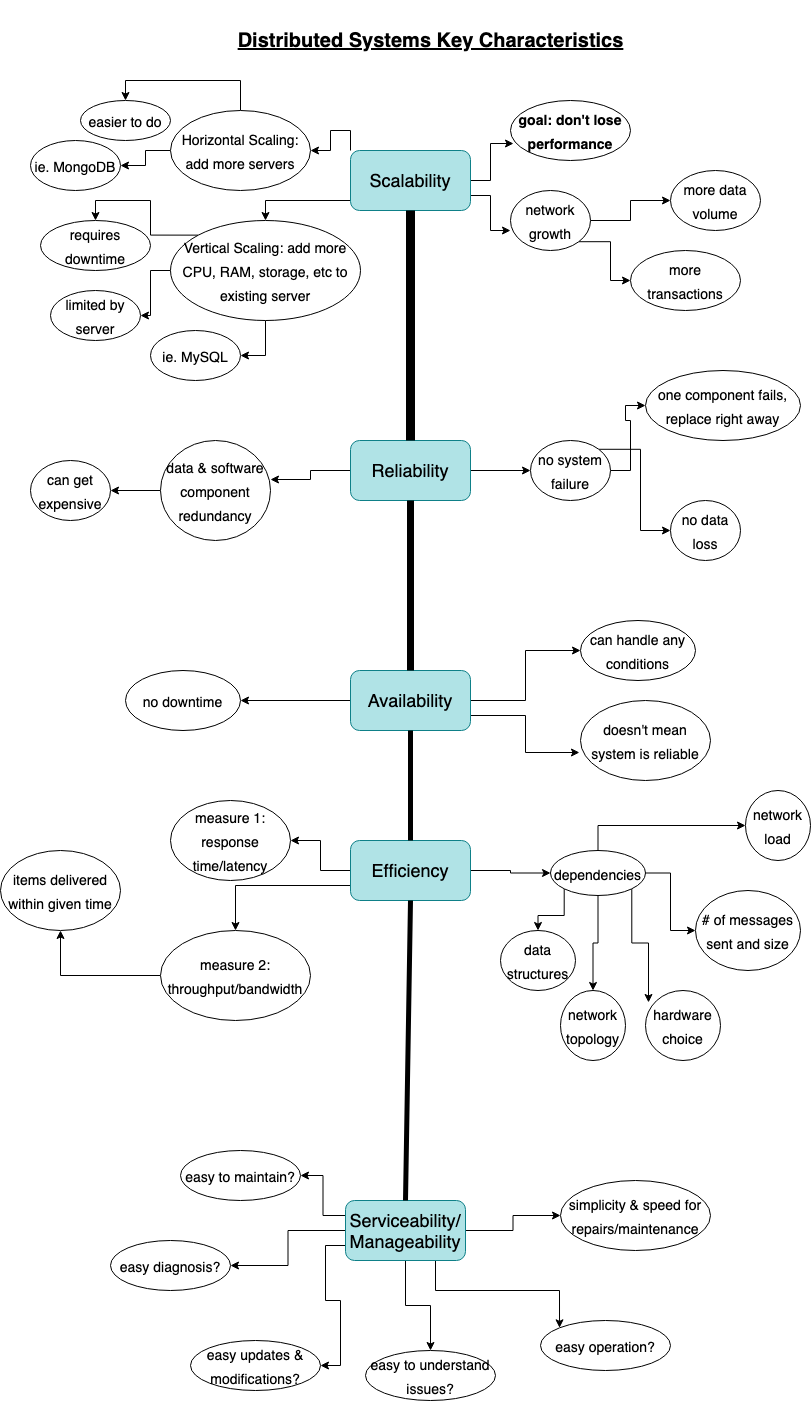 Distributed Systems Key Characteristics
easier to do
Horizontal Scaling:
add more servers
ie. MongoDB
Scalability
goal: don't lose
performance
network
growth
more data
volume
more
transactions
requires
downtime
Vertical Scaling: add more
CPU, RAM, storage, etc to
existing server
limited by
server
ie. MySQL
Reliability
data & software
component
redundancy
can get
expensive
no system
failure
one component fails,
replace right away
no data
loss
Availability
no downtime
can handle any
conditions
doesn't mean
system is reliable
Efficiency
measure 1:
response
time/latency
items delivered
within given time
measure 2:
throughput/bandwidth
dependencies
network
load
# of messages
sent and size
data
structures
network
topology
hardware
choice
Serviceability/
Manageability
easy to maintain?
simplicity & speed for
repairs/maintenance
easy diagnosis?
easy updates &
modifications?
easy to understand
issues?
easy operation?